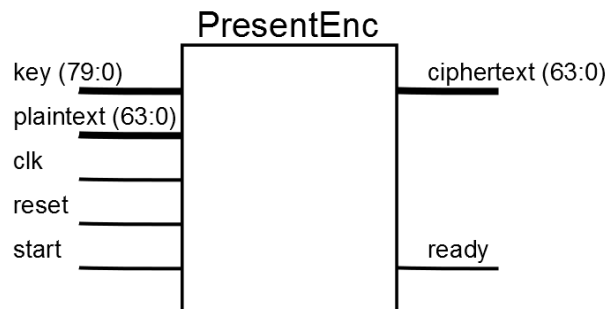 PresentEnc
key (79:0)
ciphertext (63:0)
plaintext (63:0)
clk
reset
start
ready